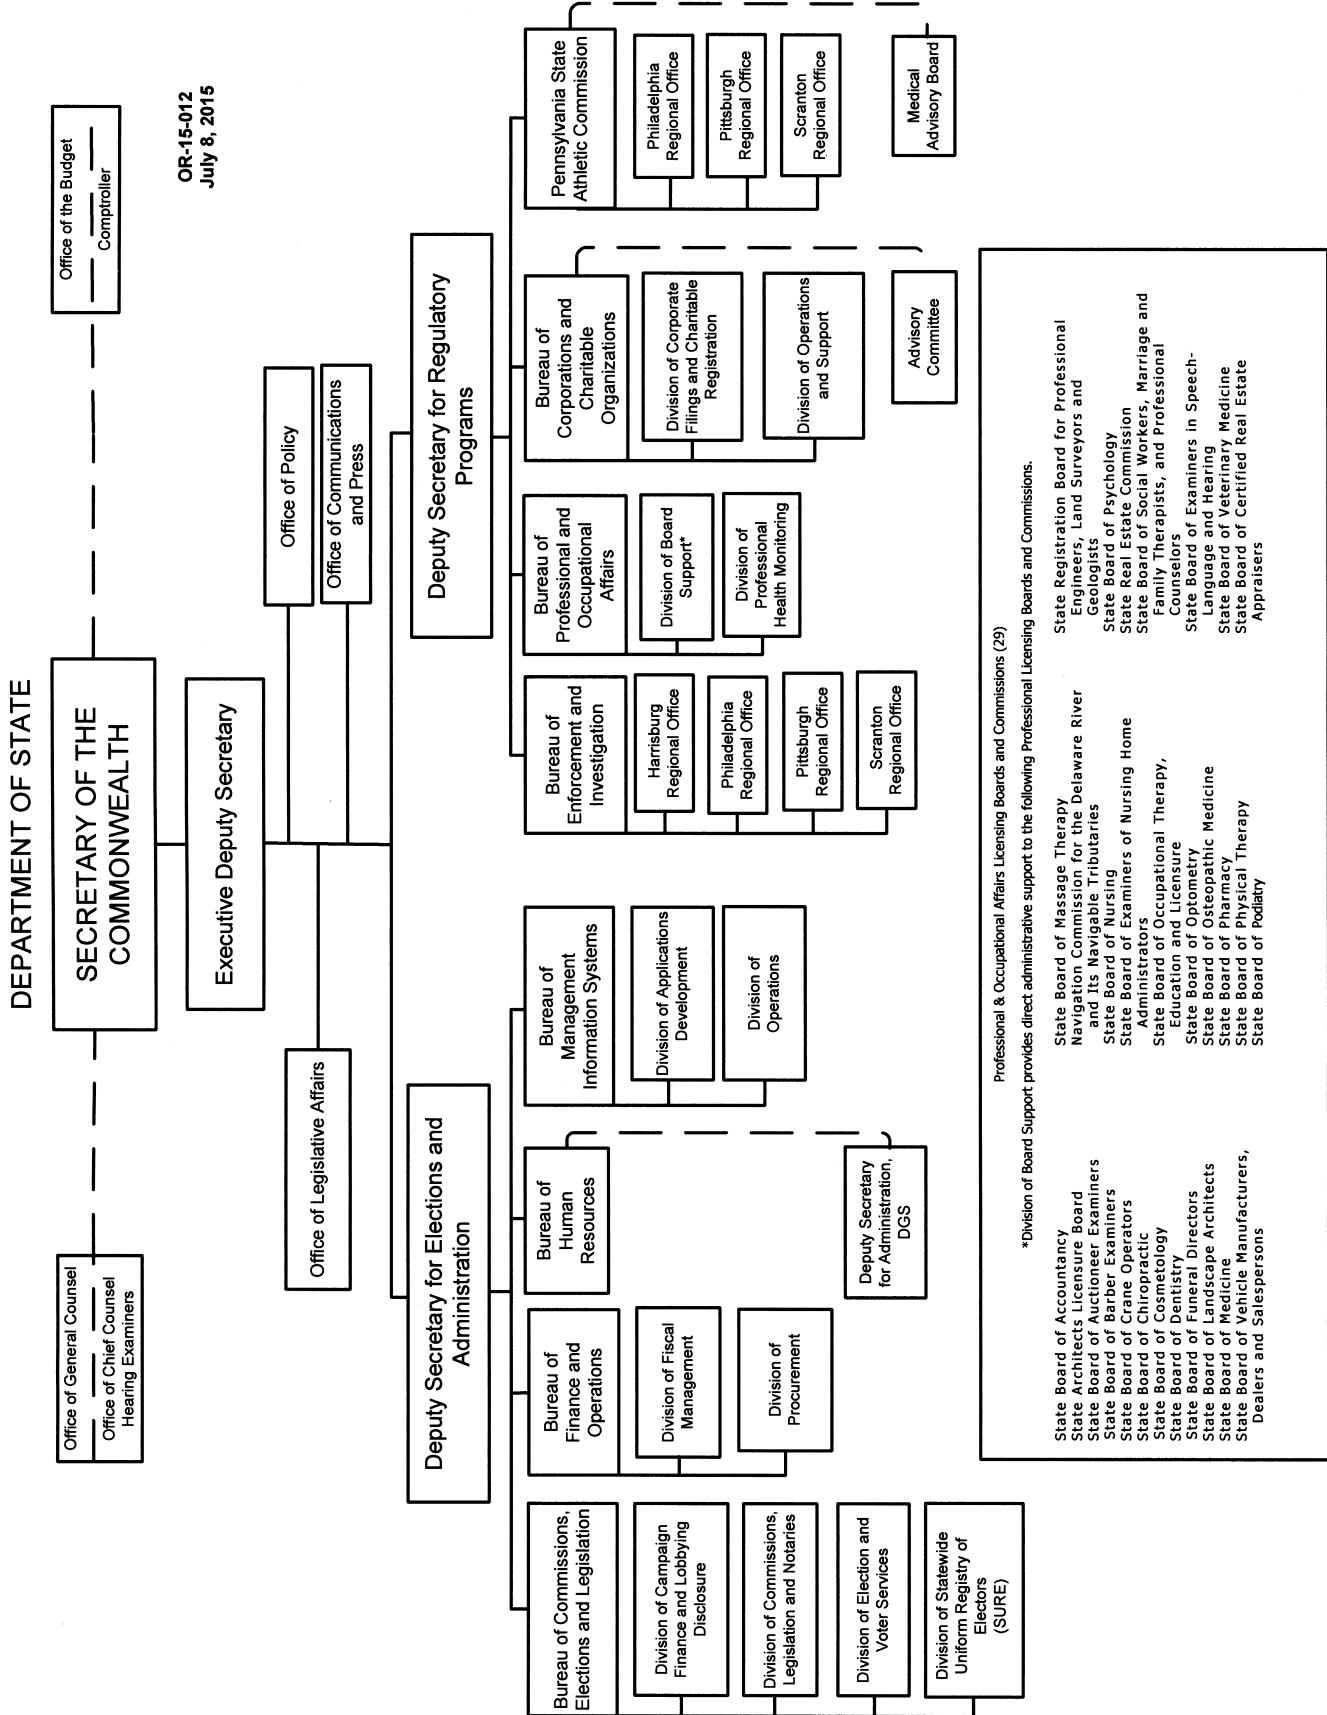 DEPARTMENT OF STATE
OR-15-012
July 8, 2015
Office of General Counsel
Office of Chief Counsel
Hearing Examiners
SECRETARY OF THE
COMMONWEALTH
Office of the Budget
Comptroller
Executive Deputy Secretary
Office of Legislative Affairs
Office of Policy
Office of Communications
and Press
Deputy Secretary for Elections and
Administration
Deputy Secretary for Regulatory
Programs
Bureau of Commissions,
Elections and Legislation
Division of Campaign
Finance and Lobbying
Disclosure
Division of Commissions,
Legislation and Notaries
Division of Election and
Voter Services
Division of Statewide
Uniform Registry of
Electors
(SURE)
Bureau of
Finance and
Operations
Division of Fiscal
Management
Division of
Procurement
Bureau of
Human
Resources
Deputy Secretary
for Administration,
DGS
Bureau of
Management
Information Systems
Division of Applications
Development
Division of
Operations
Bureau of
Enforcement and
Investigation
Harrisburg
Regional Office
Philadelphia
Regional Office
Pittsburgh
Regional Office
Scranton
Regional Office
Bureau of
Professional and
Occupational
Affairs
Division of Board
Support*
Division of
Professional
Health Monitoring
Bureau of
Corporations and
Charitable
Organizations
Division of Corporate
Filings and Charitable
Registration
Division of Operations
and Support
Advisory
Committee
Pennsylvania State
Athletic Commission
Philadelphia
Regional Office
Pittsburgh
Regional Office
Scranton
Regional Office
Medical
Advisory Board
Professional & Occupational Affairs Licensing Boards and Commissions (29)
*Division of Board Support provides direct administrative support to the following Professional Licensing Boards and Commissions.
State Board of Accountancy
State Architects Licensure Board
State Board of Auctioneer Examiners
State Board of Barber Examiners
State Board of Crane Operators
State Board of Chiropractic
State Board of Cosmetology
State Board of Dentistry
State Board of Funeral Directors
State Board of Landscape Architects
State Board of Medicine
State Board of Vehicle Manufacturers,
Dealers and Salespersons
State Board of Massage Therapy
Navigation Commission for the Delaware River
and Its Navigable Tributaries
State Board of Nursing
State Board of Examiners of Nursing Home
Administrators
State Board of Occupational Therapy,
Education and Licensure
State Board of Optometry
State Board of Osteopathic Medicine
State Board of Pharmacy
State Board of Physical Therapy
State Board of Podiatry
State Registration Board for Professional
Engineers, Land Surveyors and
Geologists
State Board of Psychology
State Real Estate Commission
State Board of Social Workers, Marriage and
Family Therapists, and Professional
Counselors
State Board of Examiners in Speech-
Language and Hearing
State Board of Veterinary Medicine
State Board of Certified Real Estate
Appraisers